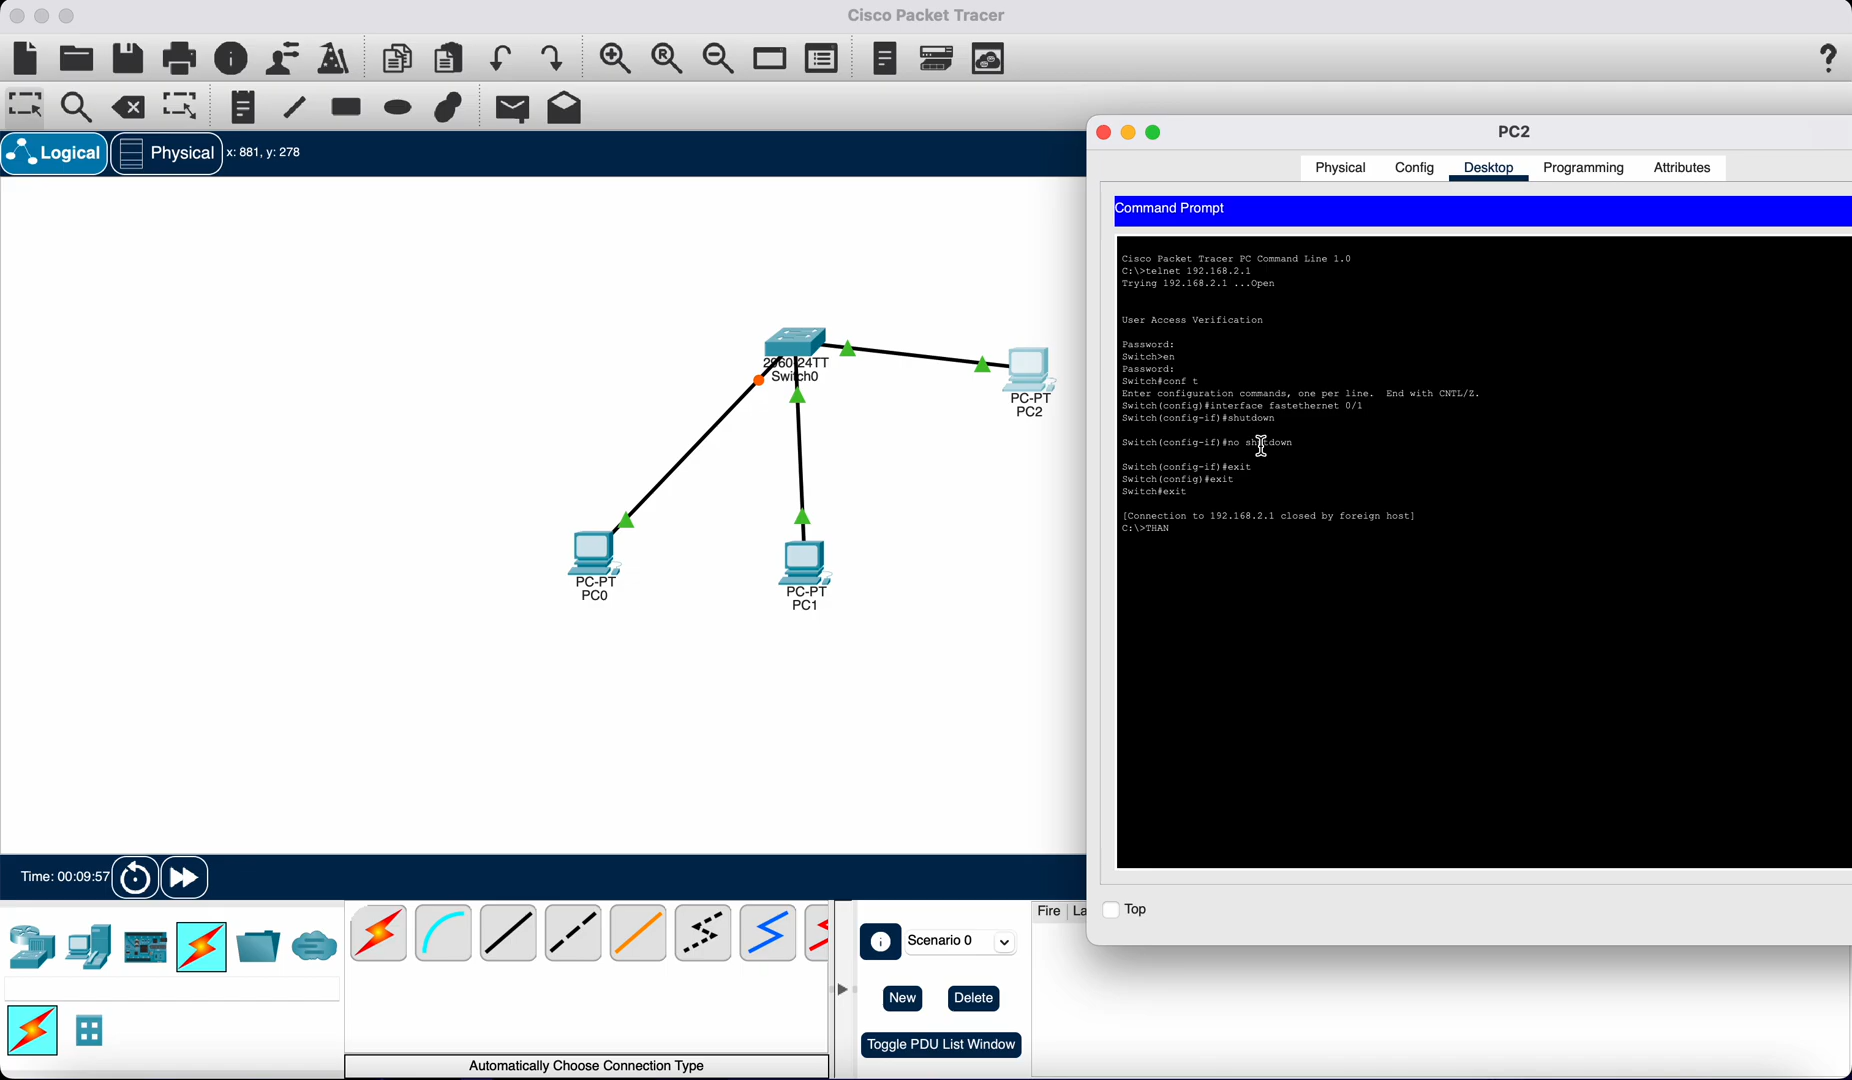 Cisco Packet Tracer
Logical
Physical
x: 881, y: 278
2960-24TT
Switch0
PC-PT
PC2
PC-PT
PC0
PC-PT
PC1
PC2
Physical
Config
Desktop
Programming
Attributes
Command Prompt
Cisco Packet Tracer PC Command Line 1.0
C:\>telnet 192.168.2.1
Trying 192.168.2.1 ...Open
User Access Verification
Password:
Switch>en
Password:
Switch#conf t
Enter configuration commands, one per line.  End with CNTL/Z.
Switch(config)#interface fastethernet 0/1
Switch(config-if)#shutdown
Switch(config-if)#no shutdown
Switch(config-if)#exit
Switch(config)#exit
Switch#exit
[Connection to 192.168.2.1 closed by foreign host]
C:\>THAN
Top
Time: 00:09:57
Automatically Choose Connection Type
Scenario 0
New
Delete
Toggle PDU List Window
Fire
La